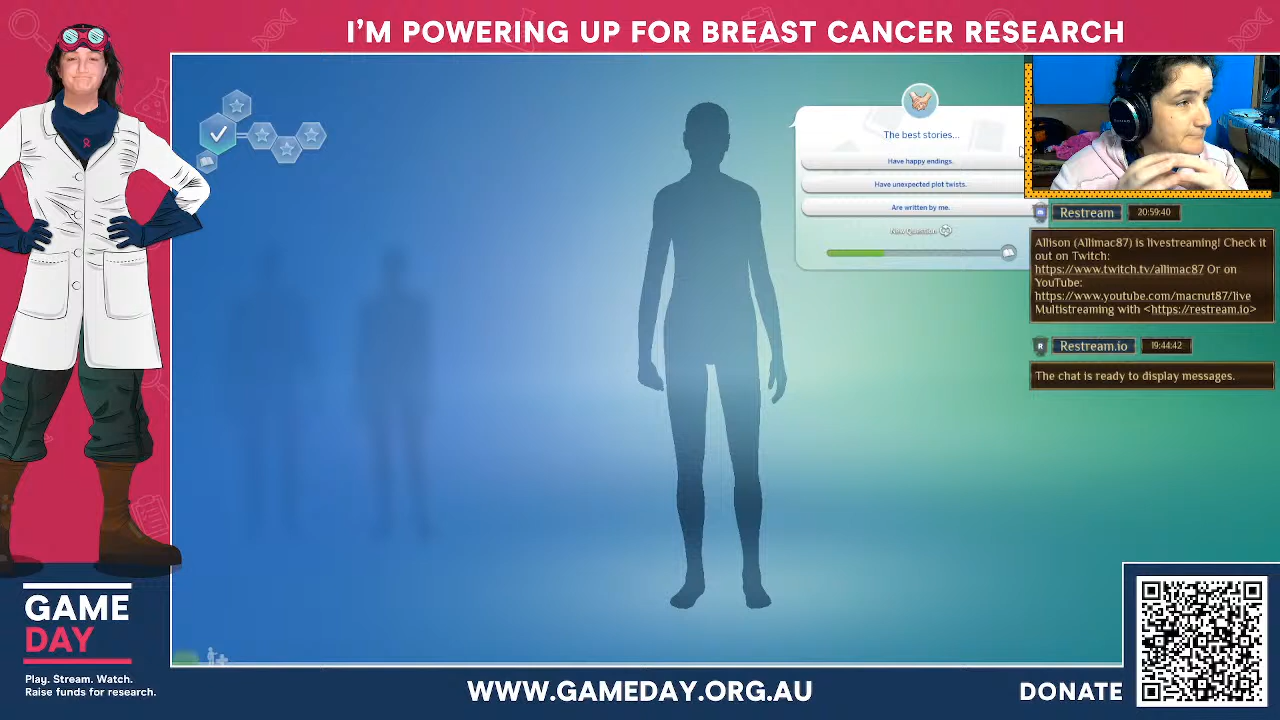 I'M POWERING UP FOR BREAST CANCER RESEARCH
The best stories...
Have happy endings.
Have unexpected plot twists.
Are written by me.
New Question
Restream
20:59:40
Allison (Allimac87) is livestreaming! Check it
out on Twitch:
https://www.twitch.tv/allimac87 Or on
YouTube:
https://www.youtube.com/macnut87/live
Multistreaming with <https://restream.io>
R
Restream.io
19:44:42
The chat is ready to display messages.
GAME
DAY
Play. Stream. Watch.
Raise funds for research.
WWW.GAMEDAY.ORG.AU
DONATE